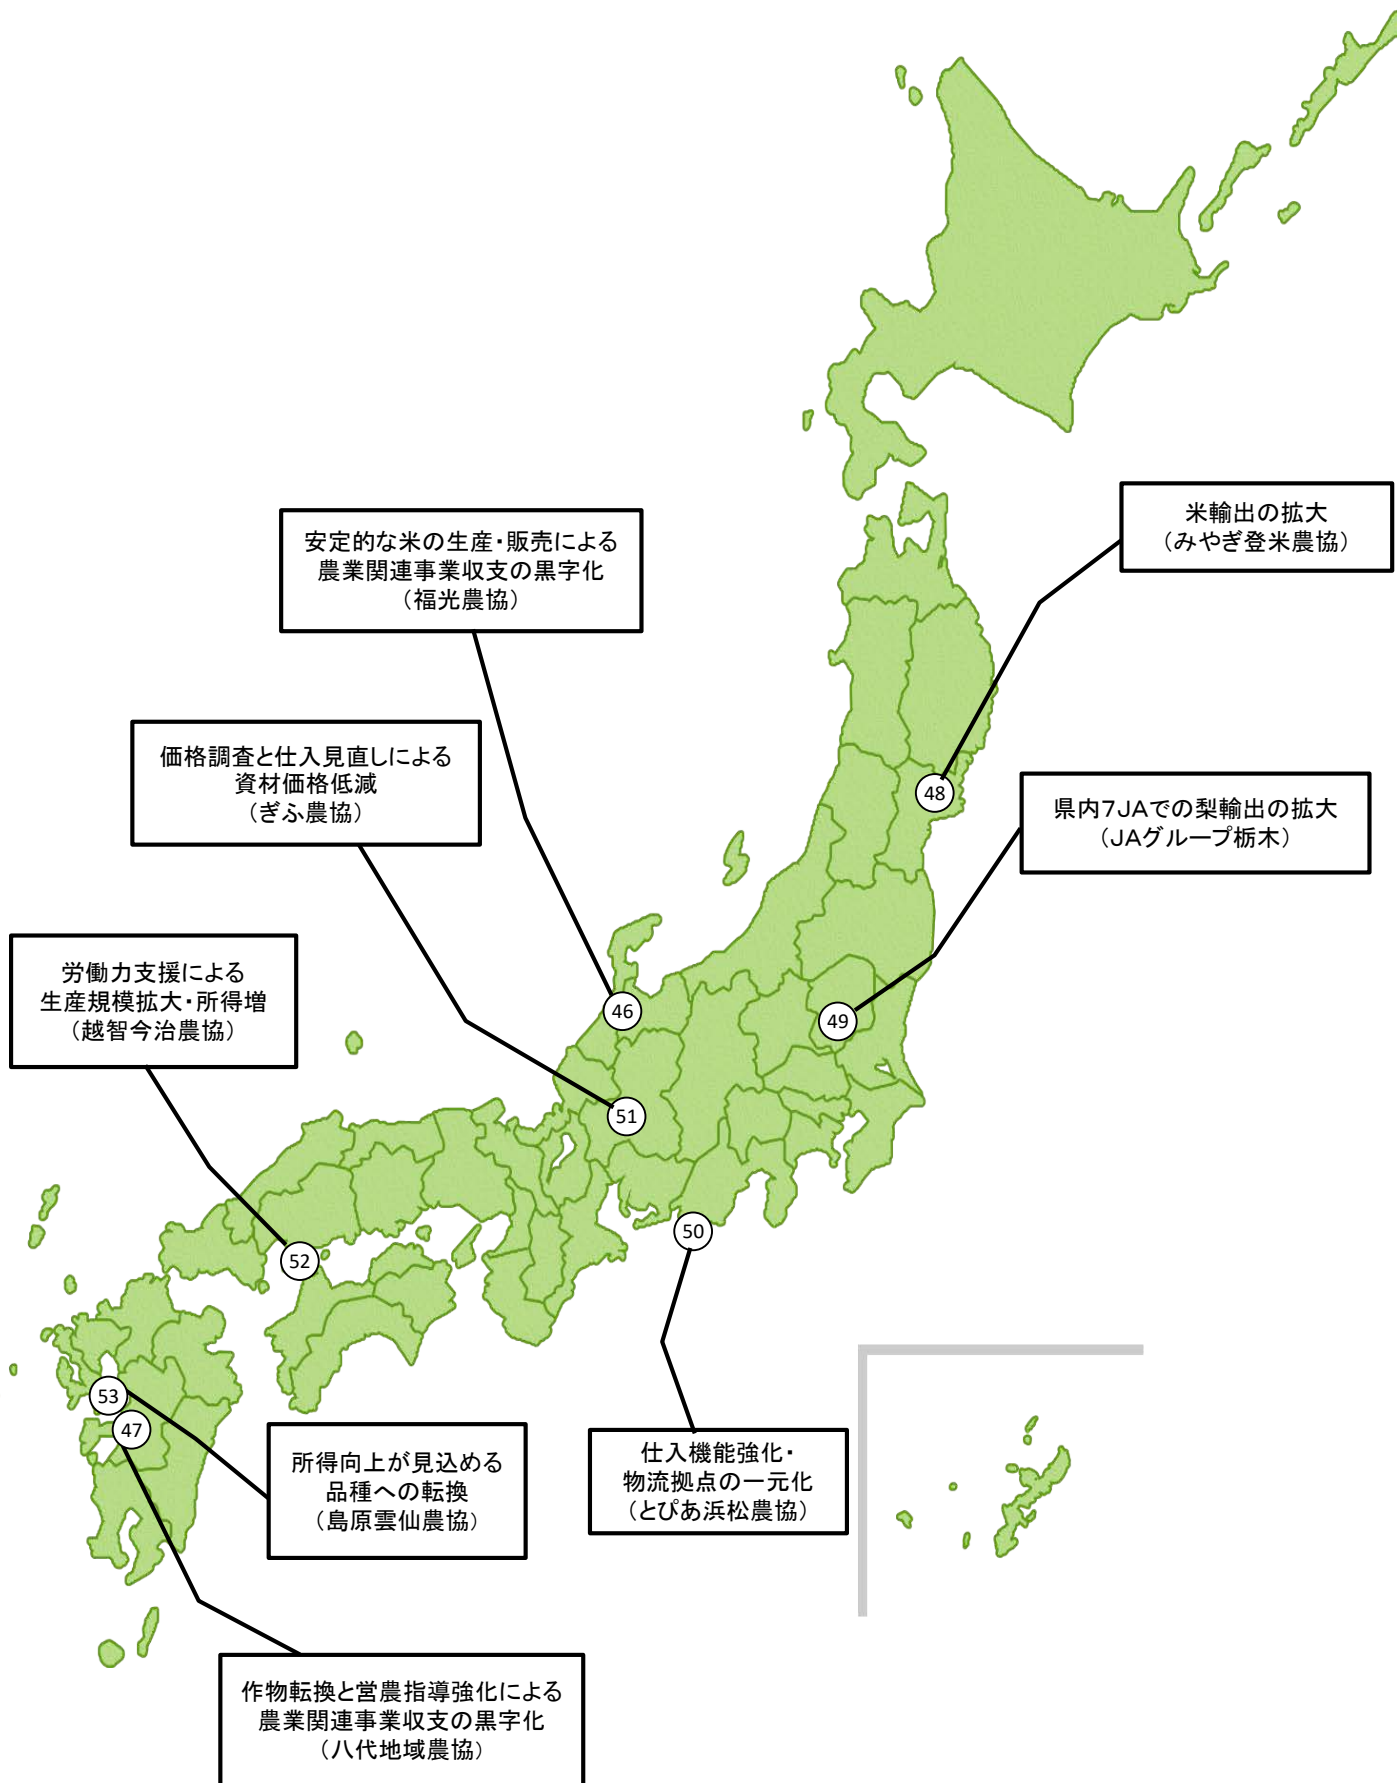 米輸出の拡大
（みやぎ登米農協）
安定的な米の生産・販売による
農業関連事業収支の黒字化
（福光農協）
価格調査と仕入見直しによる
資材価格低減
（ぎふ農協）
48
県内７ＪＡでの梨輸出の拡大
（ＪＡグループ栃木）
労働力支援による
生産規模拡大・所得増
（越智今治農協）
46
49
51
50
52
53
47
所得向上が見込める
品種への転換
（島原雲仙農協）
仕入機能強化・
物流拠点の一元化
（とぴあ浜松農協）
作物転換と営農指導強化による
農業関連事業収支の黒字化
（八代地域農協）